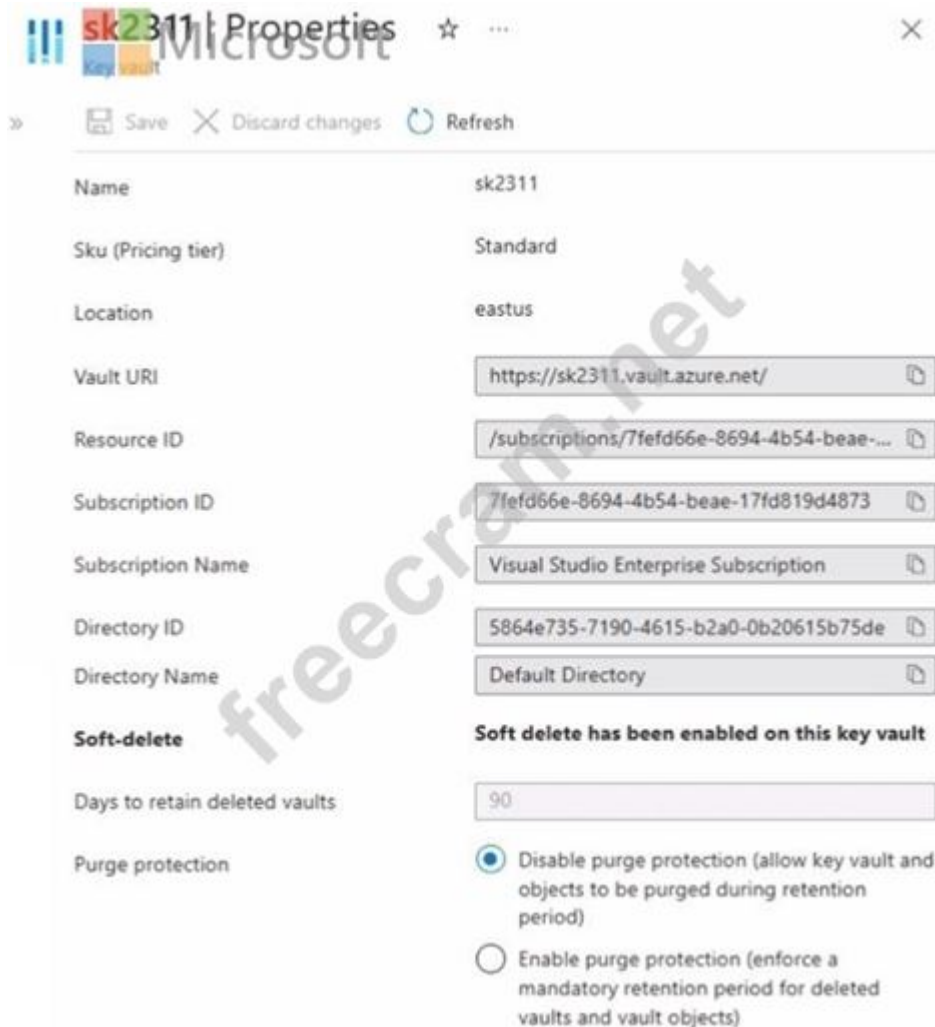 sk2311 | Properties
Microsoft
Key vault
Save Discard changes Refresh
Name sk2311
Sku (Pricing tier) Standard
Location eastus
Vault URI https://sk2311.vault.azure.net/
Resource ID /subscriptions/7fefd66e-8694-4b54-beae-...
Subscription ID 7fefd66e-8694-4b54-beae-17fd819d4873
Subscription Name Visual Studio Enterprise Subscription
Directory ID 5864e735-7190-4615-b2a0-0b20615b75de
Directory Name Default Directory
Soft-delete Soft delete has been enabled on this key vault
Days to retain deleted vaults 90
Purge protection Disable purge protection (allow key vault and
objects to be purged during retention
period)
Enable purge protection (enforce a
mandatory retention period for deleted
vaults and vault objects)
freecram.net